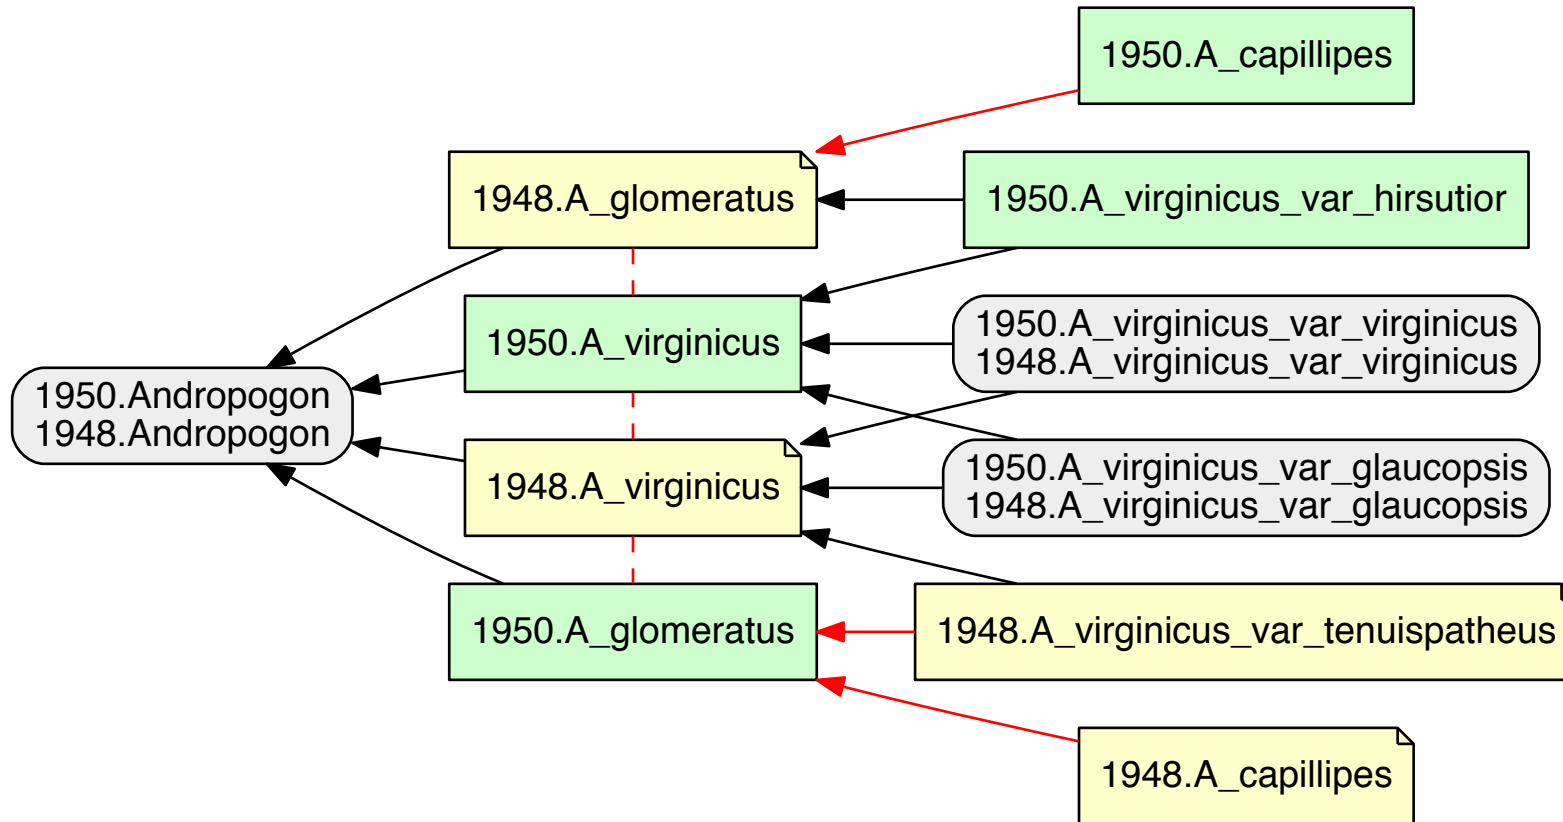 1950.A_capillipes
1948.A_glomeratus
1950.A_virginicus_var_hirsutior
1950.A_virginicus
1950.A_virginicus_var_virginicus
1948.A_virginicus_var_virginicus
1950.Andropogon
1948.Andropogon
1948.A_virginicus
1950.A_virginicus_var_glaucopsis
1948.A_virginicus_var_glaucopsis
1950.A_glomeratus
1948.A_virginicus_var_tenuispatheus
1948.A_capillipes